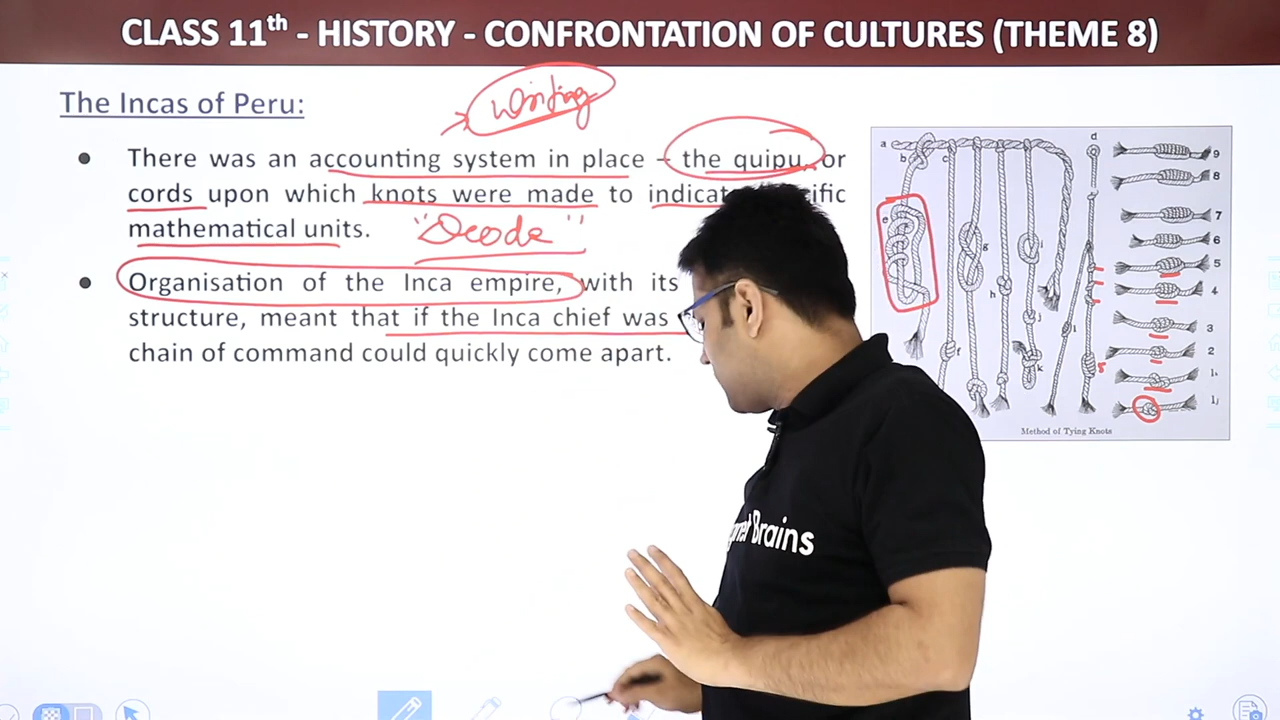 CLASS 11th - HISTORY - CONFRONTATION OF CULTURES (THEME 8)
The Incas of Peru:
Writing
There was an accounting system in place – the quipu, or
cords upon which knots were made to
mathematical units.
"Decode"
Organisation of the Inca empire, with its
structure, meant that if the Inca chief was
chain of command could quickly come apart.
a
b
c
d
e
f
g
h
i
j
k
l
9
8
7
6
5
4
3
2
1
1j
5
Method of Tying Knots
Brains